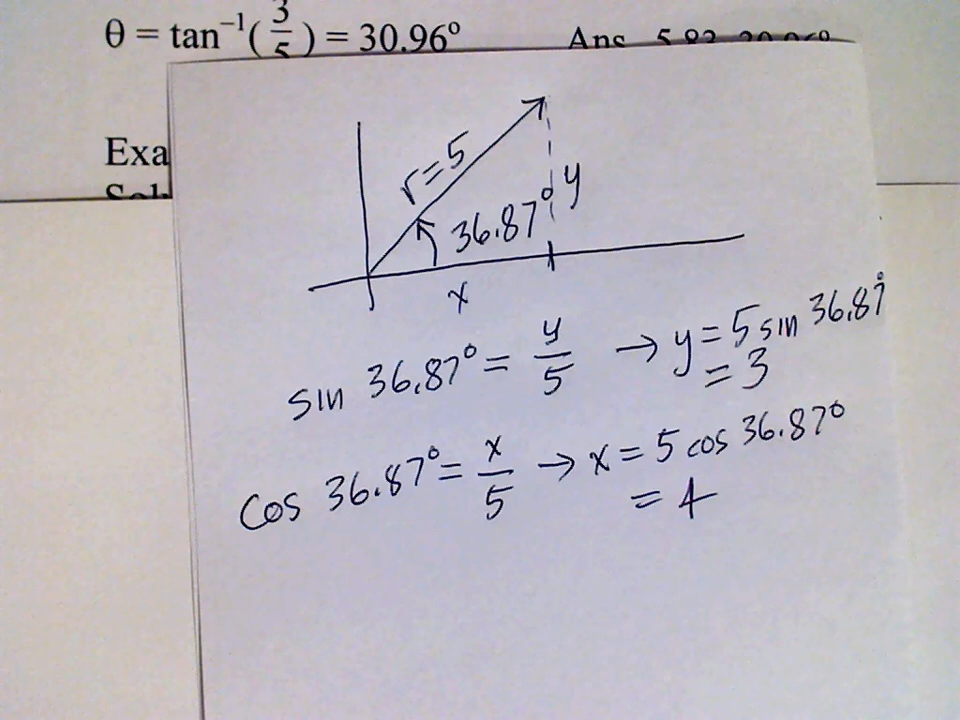 θ = tan⁻¹(3/5) = 30.96°
Ans
Exa
r=5
y
36.87°
x
sin 36.87° = y/5 → y = 5 sin 36.87°
= 3
cos 36.87° = x/5 → x = 5 cos 36.87°
= 4